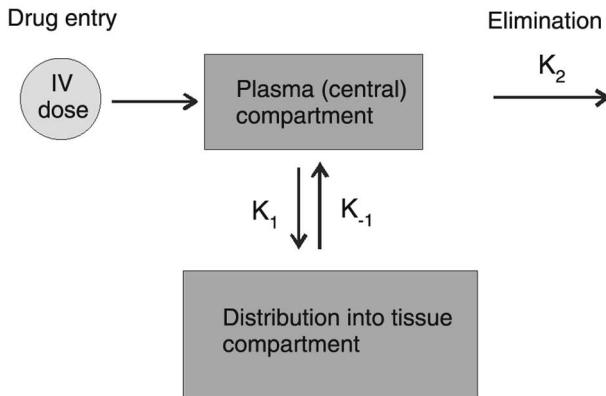 Drug entry
Elimination
IV
dose
Plasma (central)
compartment
K₂
K₁
K₋₁
Distribution into tissue
compartment